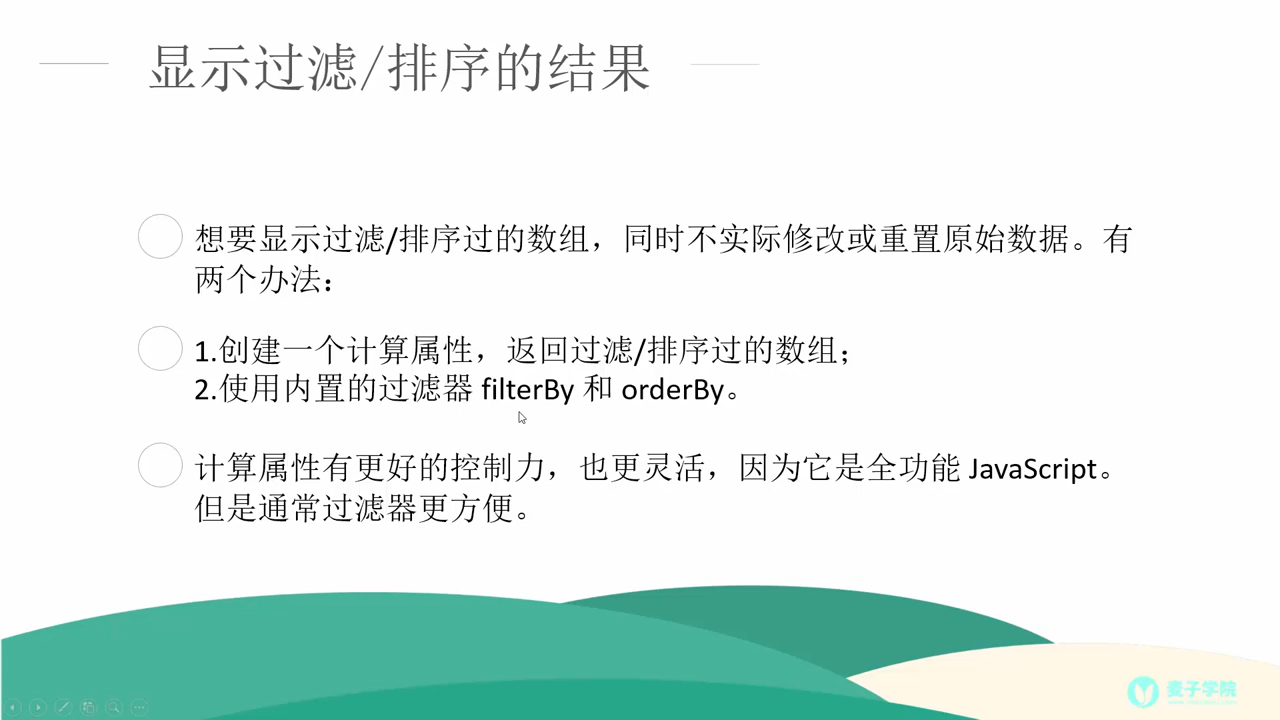 显示过滤/排序的结果
想要显示过滤/排序过的数组，同时不实际修改或重置原始数据。有
两个办法：
1.创建一个计算属性，返回过滤/排序过的数组；
2.使用内置的过滤器 filterBy 和 orderBy。
计算属性有更好的控制力，也更灵活，因为它是全功能 JavaScript。
但是通常过滤器更方便。
麦子学院